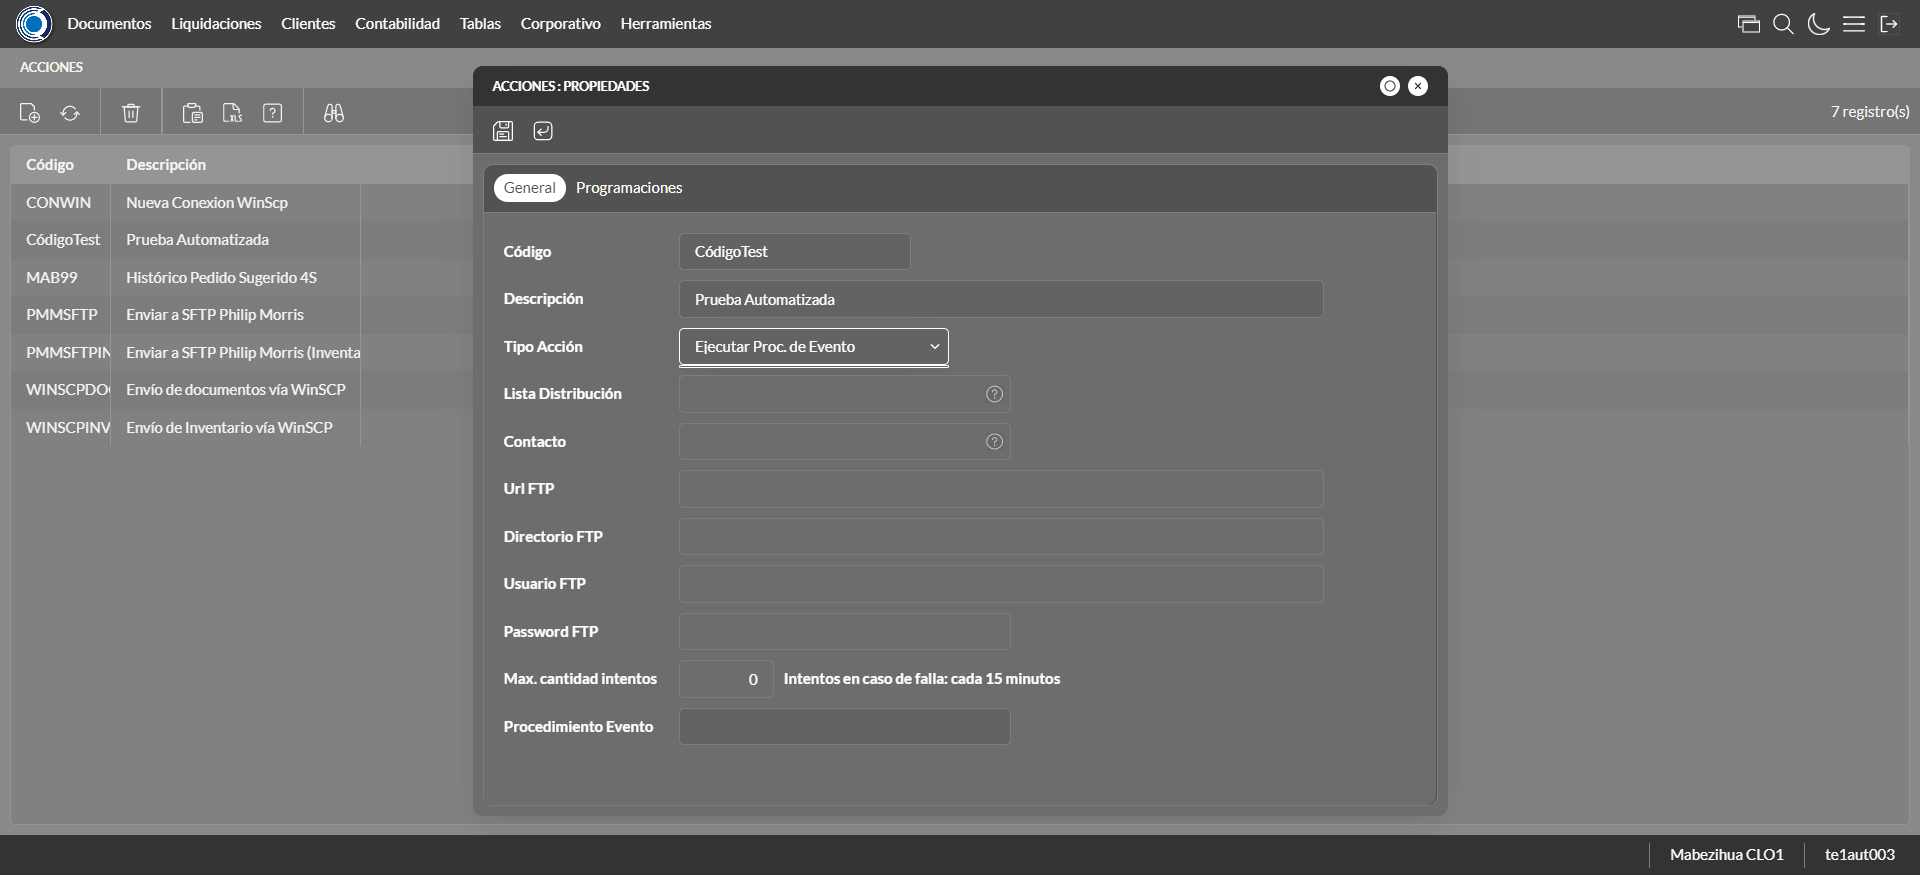 Documentos Liquidaciones Clientes Contabilidad Tablas Corporativo Herramientas
ACCIONES
XLS
7 registro(s)
Código Descripción
CONWIN Nueva Conexion WinScp
CódigoTest Prueba Automatizada
MAB99 Histórico Pedido Sugerido 4S
PMMSFTP Enviar a SFTP Philip Morris
PMMSFTPIN Enviar a SFTP Philip Morris (Inventa
WINSCPDO Envío de documentos vía WinSCP
WINSCPINV Envío de Inventario vía WinSCP
ACCIONES : PROPIEDADES
General Programaciones
Código CódigoTest
Descripción Prueba Automatizada
Tipo Acción Ejecutar Proc. de Evento
Lista Distribución
Contacto
Url FTP
Directorio FTP
Usuario FTP
Password FTP
Max. cantidad intentos 0 Intentos en caso de falla: cada 15 minutos
Procedimiento Evento
Mabezihua CLO1 te1aut003